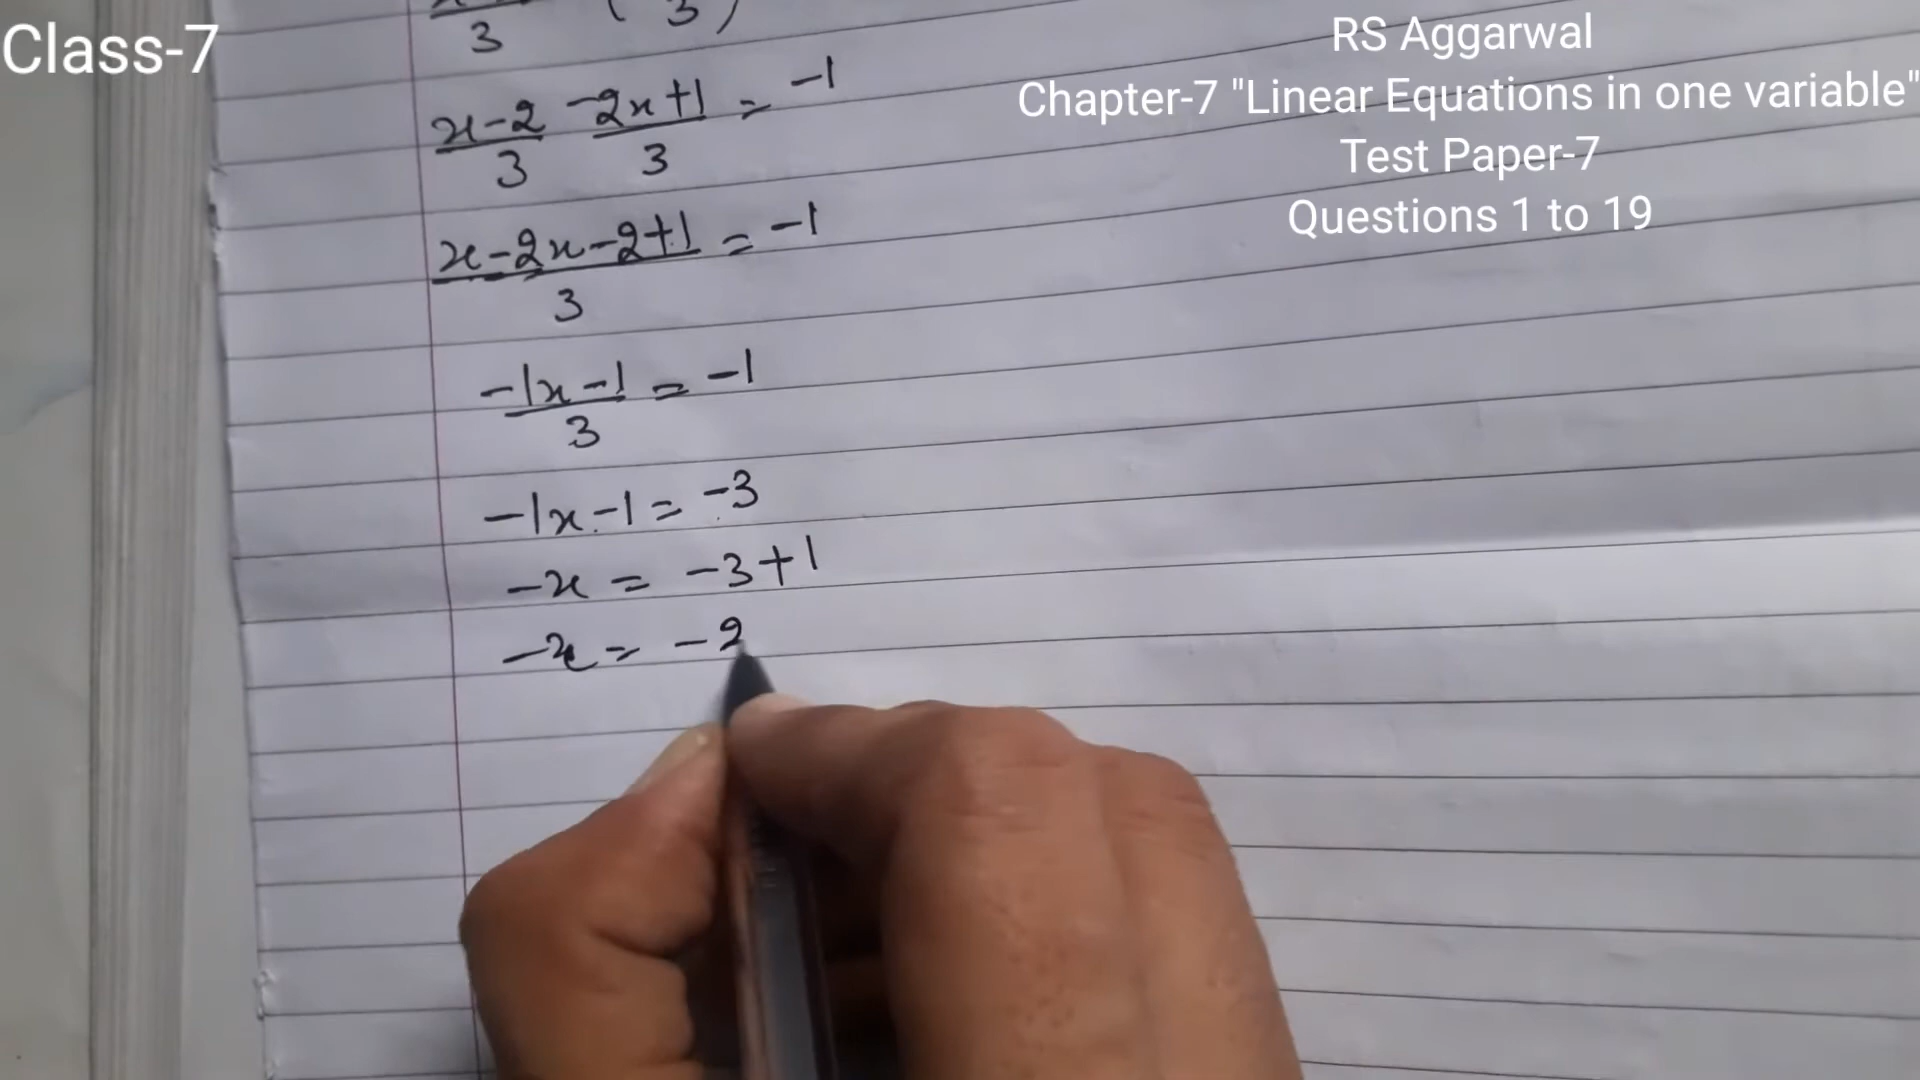 Class-7
RS Aggarwal
Chapter-7 "Linear Equations in one variable"
Test Paper-7
Questions 1 to 19
3 ( 3 )
x-2/3 -2x+1/3 = -1
x-2x-2+1/3 = -1
-1x-1/3 = -1
-1x-1 = -3
-x = -3+1
-x = -2